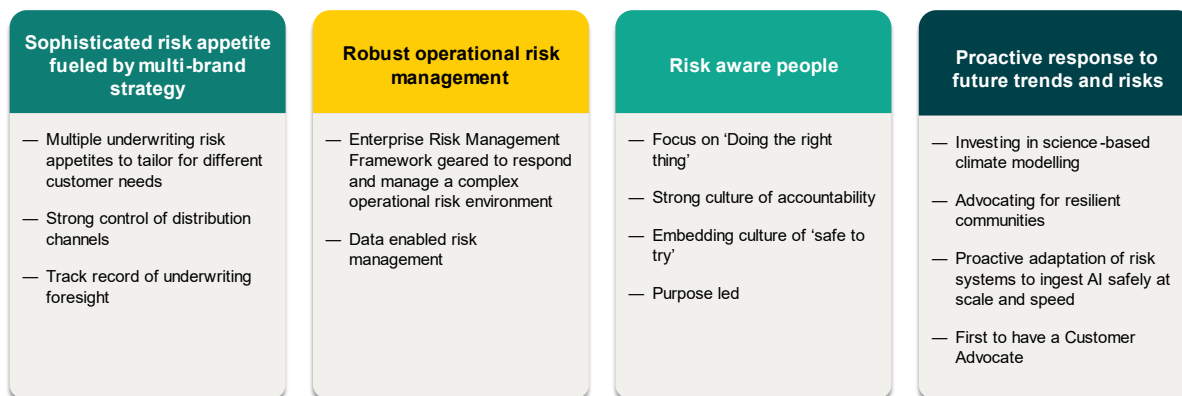 Sophisticated risk appetite
fueled by multi-brand
strategy
— Multiple underwriting risk
appetites to tailor for different
customer needs
— Strong control of distribution
channels
— Track record of underwriting
foresight
Robust operational risk
management
— Enterprise Risk Management
Framework geared to respond
and manage a complex
operational risk environment
— Data enabled risk
management
Risk aware people
— Focus on ‘Doing the right
thing’
— Strong culture of accountability
— Embedding culture of ‘safe to
try’
— Purpose led
Proactive response to
future trends and risks
— Investing in science-based
climate modelling
— Advocating for resilient
communities
— Proactive adaptation of risk
systems to ingest AI safely at
scale and speed
— First to have a Customer
Advocate